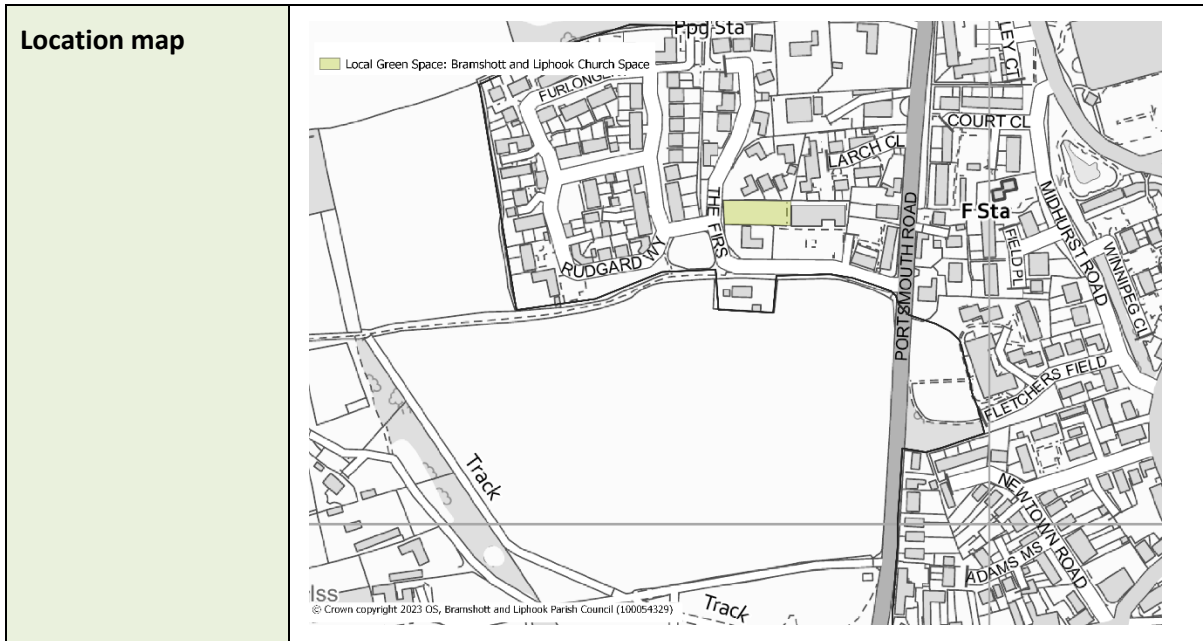 Location map
Ppg Sta
Local Green Space: Bramshott and Liphook Church Space
LEY CT
COURT CL
LARCH CL
THE FIRS
F Sta
MIDHURST ROAD
FIELD PL
WINNIPEG CL
RUDGARD WY
PORTSMOUTH ROAD
FLETCHERS FIELD
Track
NEWTOWN ROAD
ADAMS MS
Track
© Crown copyright 2023 OS, Bramshott and Liphook Parish Council (100054329)